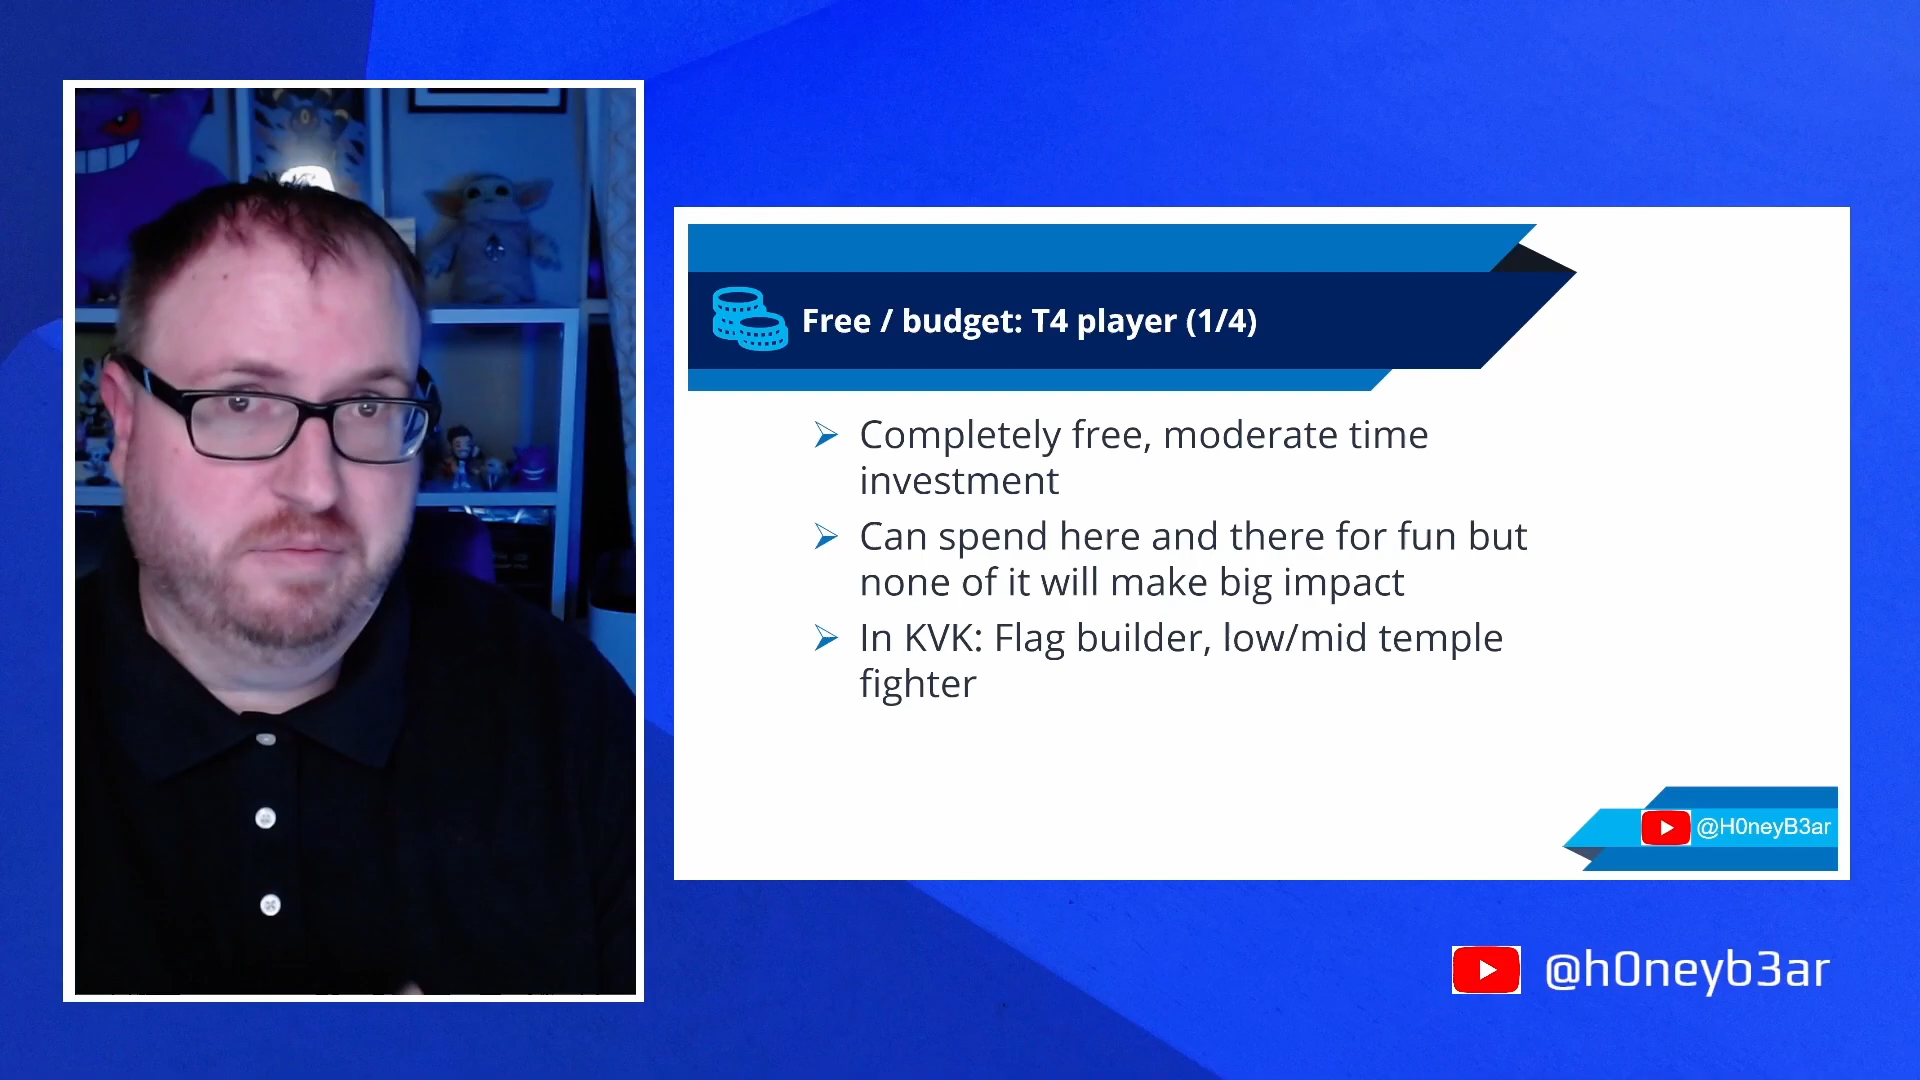 Free / budget: T4 player (1/4)
Completely free, moderate time
investment
Can spend here and there for fun but
none of it will make big impact
In KVK: Flag builder, low/mid temple
fighter
@H0neyB3ar
@h0neyb3ar